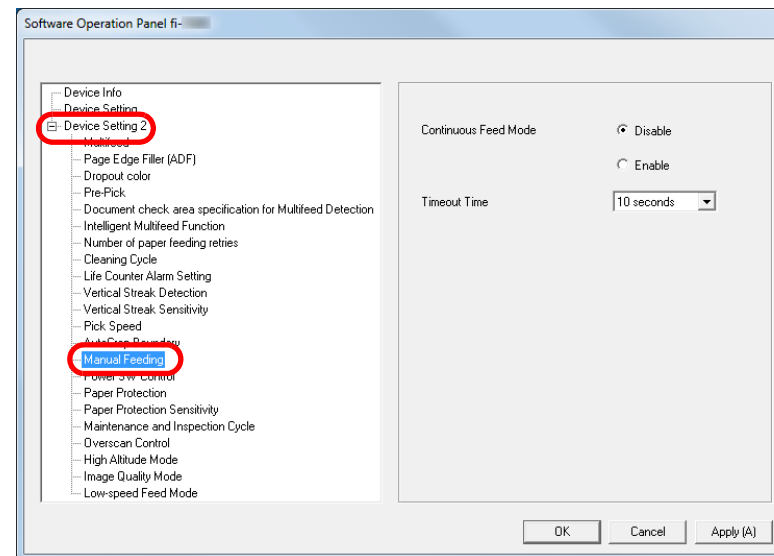 Software Operation Panel fi-
Device Info
Device Setting
Device Setting 2
Multifeed
Page Edge Filler (ADF)
Dropout color
Pre-Pick
Document check area specification for Multifeed Detection
Intelligent Multifeed Function
Number of paper feeding retries
Cleaning Cycle
Life Counter Alarm Setting
Vertical Streak Detection
Vertical Streak Sensitivity
Pick Speed
AutoCrop Boundary
Manual Feeding
Power SW Control
Paper Protection
Paper Protection Sensitivity
Maintenance and Inspection Cycle
Overscan Control
High Altitude Mode
Image Quality Mode
Low-speed Feed Mode
Continuous Feed Mode
Disable
Enable
Timeout Time
10 seconds
OK
Cancel
Apply (A)